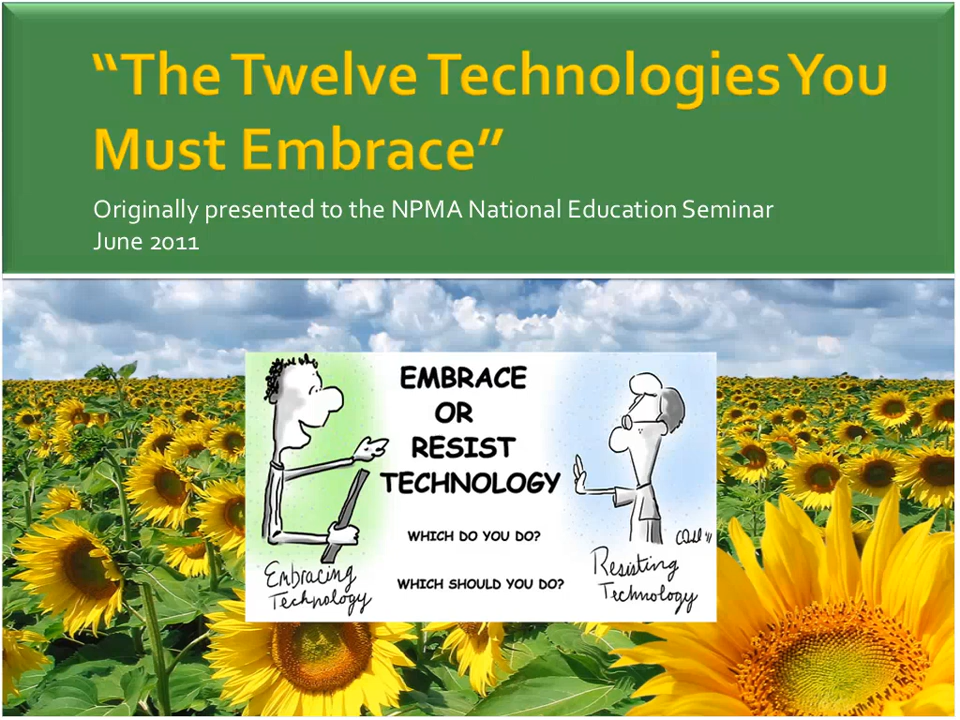 “The Twelve Technologies You
Must Embrace”
Originally presented to the NPMA National Education Seminar
June 2011
EMBRACE
OR
RESIST
TECHNOLOGY
WHICH DO YOU DO?
WHICH SHOULD YOU DO?
Embracing
Technology
Resisting
Technology